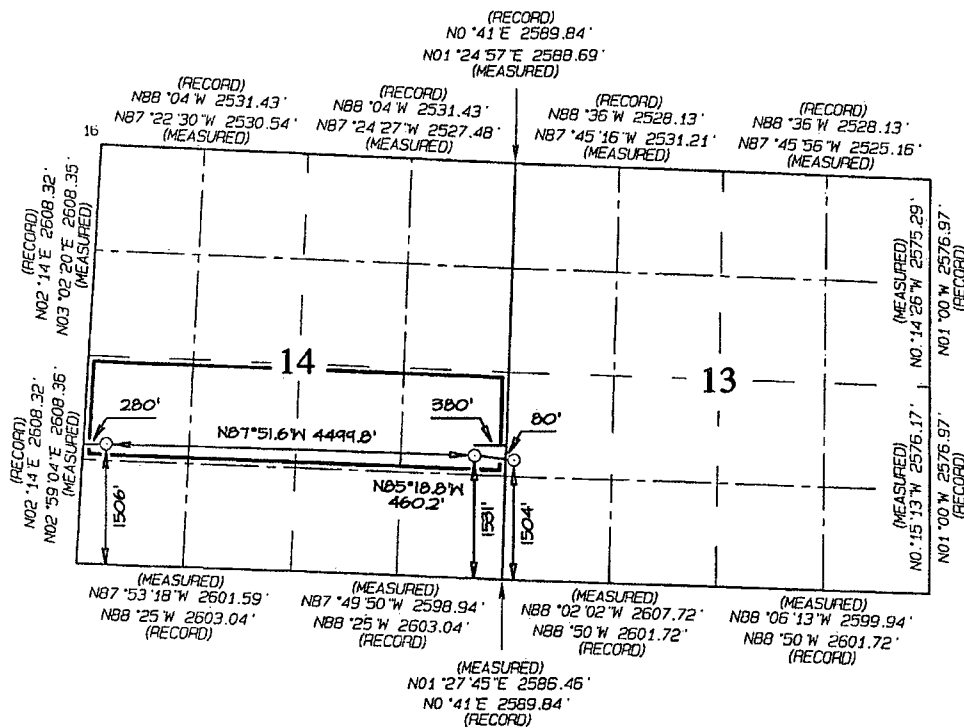 (RECORD)
N0 °41'E 2589.84'
N01 °24'57"E 2588.69'
(MEASURED)
(RECORD)
N88 °04'W 2531.43'
N87 °22'30"W 2530.54'
(MEASURED)
(RECORD)
N88 °04'W 2531.43
N87 °24'27"W 2527.48'
(MEASURED)
(RECORD)
N88 °36'W 2528.13'
N87 °45'16"W 2531.21'
(MEASURED)
(RECORD)
N88 °36'W 2528.13'
N87 °45'56"W 2525.16'
(MEASURED)
16
(RECORD)
N02 °14'E 2608.32'
N03 °02'20"E 2608.35'
(MEASURED)
(MEASURED)
N0.°14'26"W 2575.29'
N01 °00'W 2576.97'
(RECORD)
14
13
280'
380'
80'
N87°51.6'W 4499.8'
N85°18.8'W
460.2'
1506'
1531'
1504'
(RECORD)
N02 °14'E 2608.32'
N02 °59'04"E 2608.36'
(MEASURED)
(MEASURED)
N0.°15'13"W 2576.17'
N01 °00'W 2576.97'
(RECORD)
(MEASURED)
N87 °53'18"W 2601.59'
N88 °25'W 2603.04'
(RECORD)
(MEASURED)
N87 °49'50"W 2598.94'
N88 °25'W 2603.04'
(RECORD)
(MEASURED)
N88 °02'02"W 2607.72'
N88 °50'W 2601.72'
(RECORD)
(MEASURED)
N88 °06'13"W 2599.94'
N88 °50'W 2601.72'
(RECORD)
(MEASURED)
N01 °27'45"E 2586.46'
N0 °41'E 2589.84'
(RECORD)